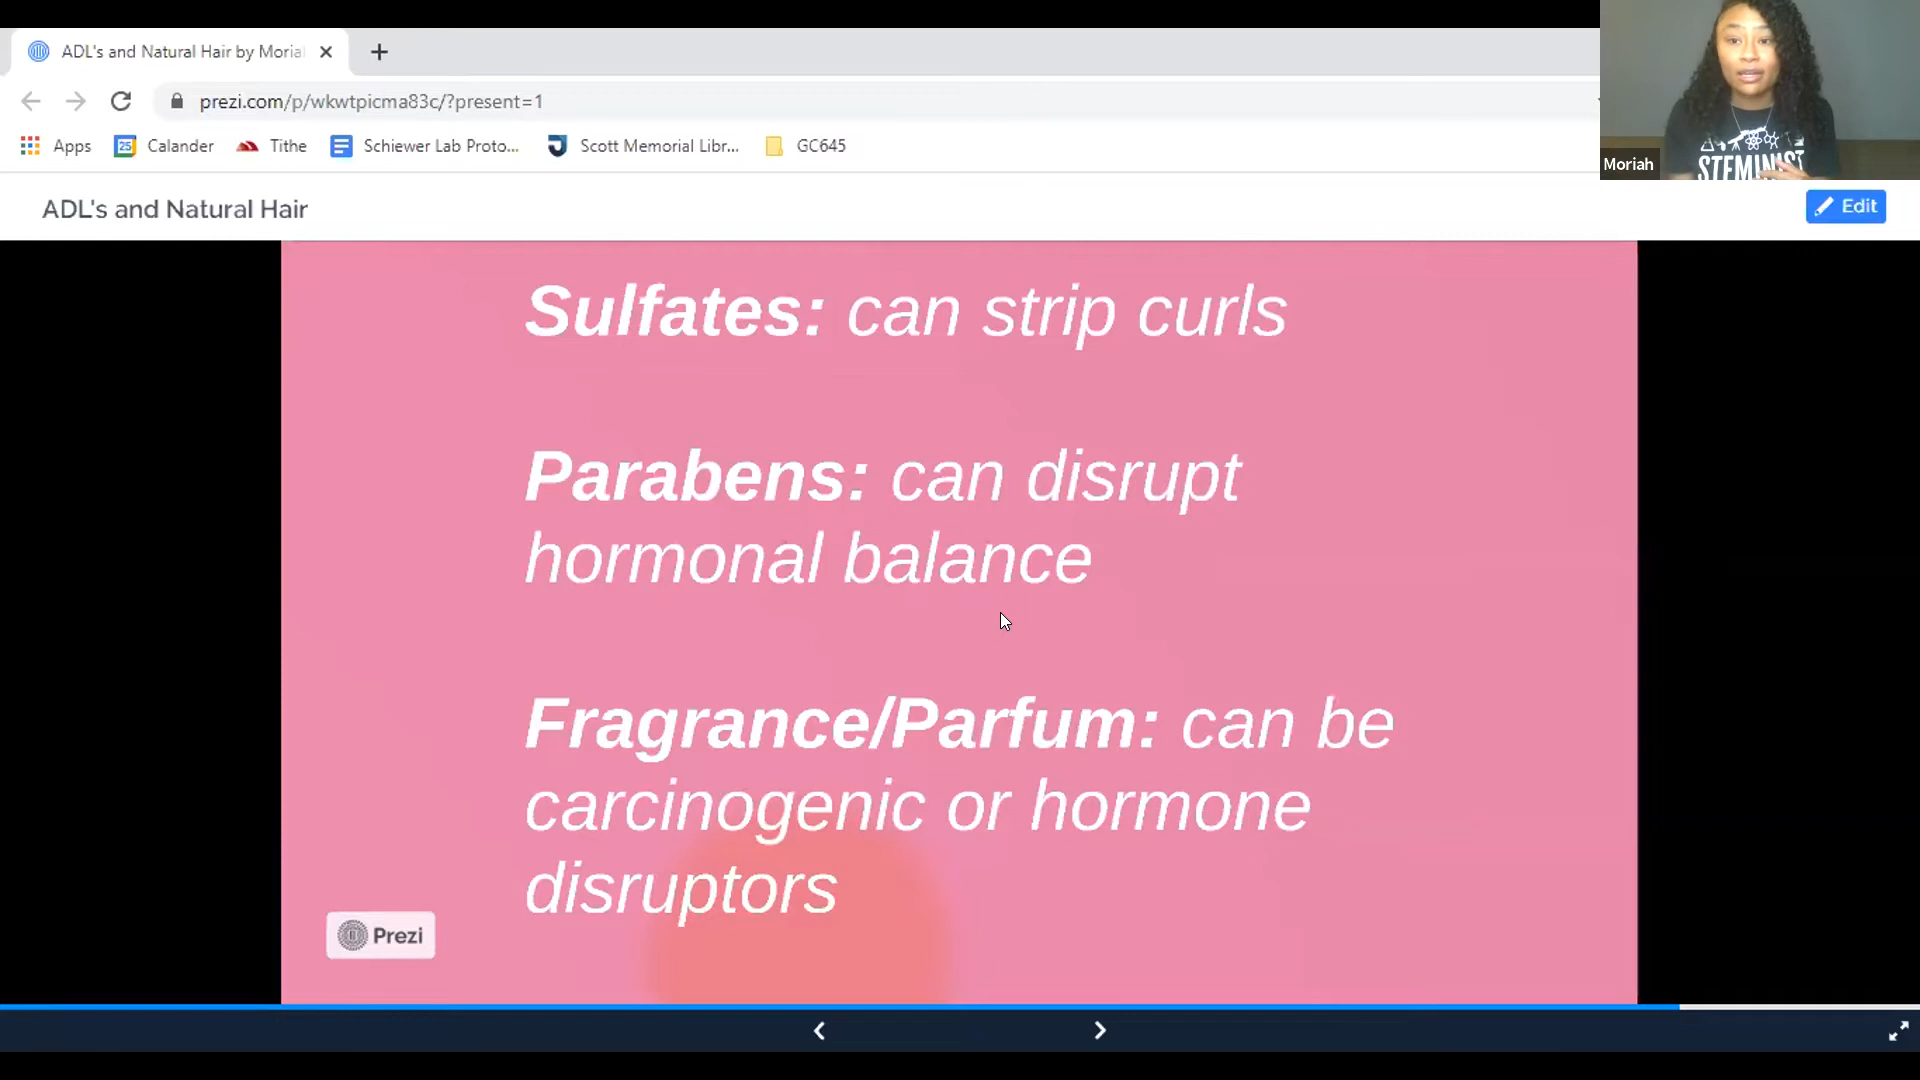 ADL's and Natural Hair by Moria
prezi.com/p/wkwtpicma83c/?present=1
Apps
25
Calander
Tithe
Schiewer Lab Proto...
Scott Memorial Libr...
GC645
STEMINIST
Moriah
ADL's and Natural Hair
Edit
Sulfates: can strip curls
Parabens: can disrupt
hormonal balance
Fragrance/Parfum: can be
carcinogenic or hormone
disruptors
Prezi